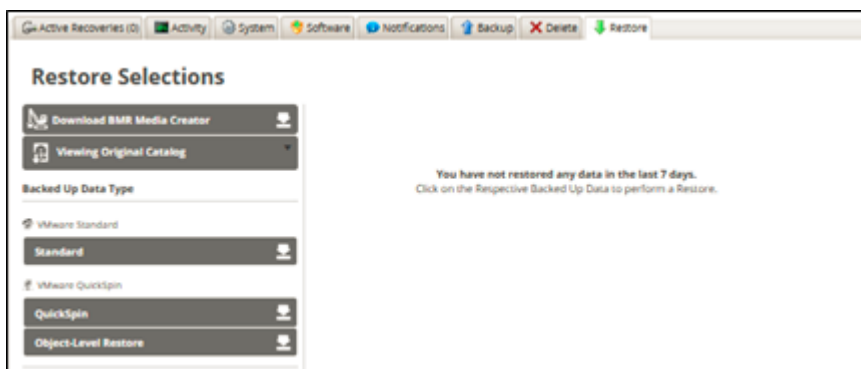 Active Recoveries (0) Activity System Software Notifications Backup Delete Restore
Restore Selections
Download BMR Media Creator
Viewing Original Catalog
You have not restored any data in the last 7 days.
Click on the Respective Backed Up Data to perform a Restore.
Backed Up Data Type
VMware Standard
Standard
VMware QuickSpin
QuickSpin
Object-Level Restore